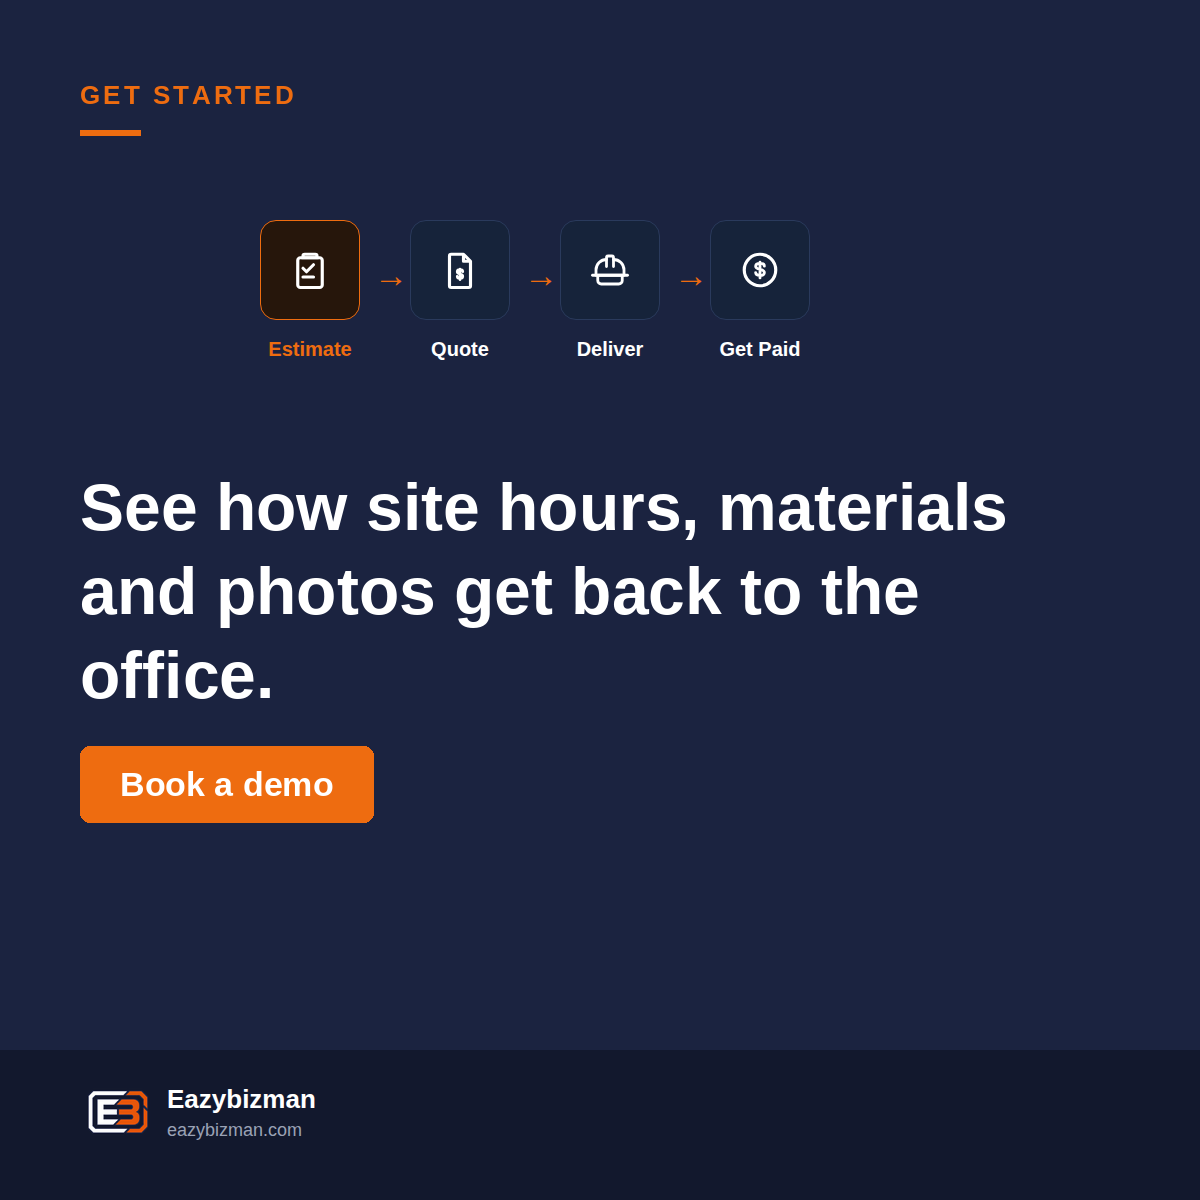 GET STARTED
→ → →
Estimate Quote Deliver Get Paid
See how site hours, materials
and photos get back to the
office.
Book a demo
EB
Eazybizman
eazybizman.com